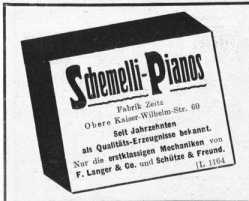 Schemelli-Pianos
Fabrik Zeitz
Obere Kaiser-Wilhelm-Str. 60
Seit Jahrzehnten
als Qualitäts-Erzeugnisse bekannt.
Nur die erstklassigen Mechaniken von
F. Langer & Co. und Schütze & Freund.
[L 1164